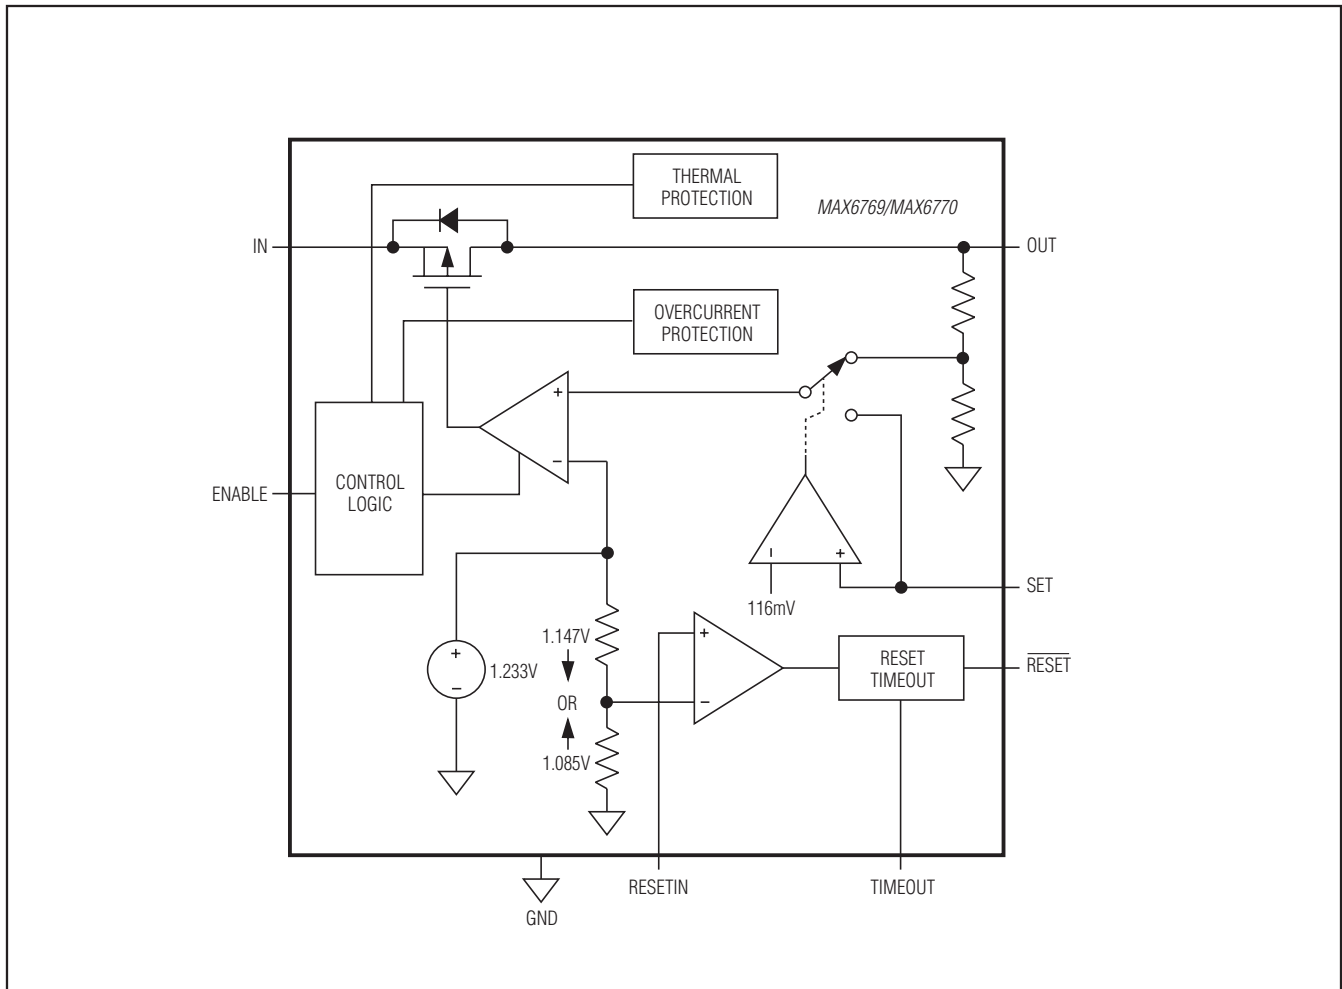 THERMAL
PROTECTION
MAX6769/MAX6770
IN
OUT
OVERCURRENT
PROTECTION
+
−
CONTROL
LOGIC
ENABLE
− +
116mV
SET
1.147V
+
−
1.233V
OR
1.085V
+
−
RESET
TIMEOUT
RESET
GND
RESETIN
TIMEOUT